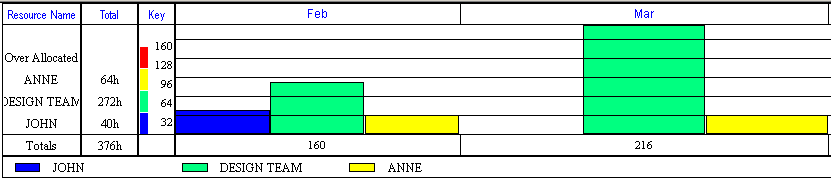 Resource Name Total Key Feb Mar
160
Over Allocated
128
ANNE 64h 96
DESIGN TEAM 272h 64
JOHN 40h 32
Totals 376h 160 216
JOHN DESIGN TEAM ANNE